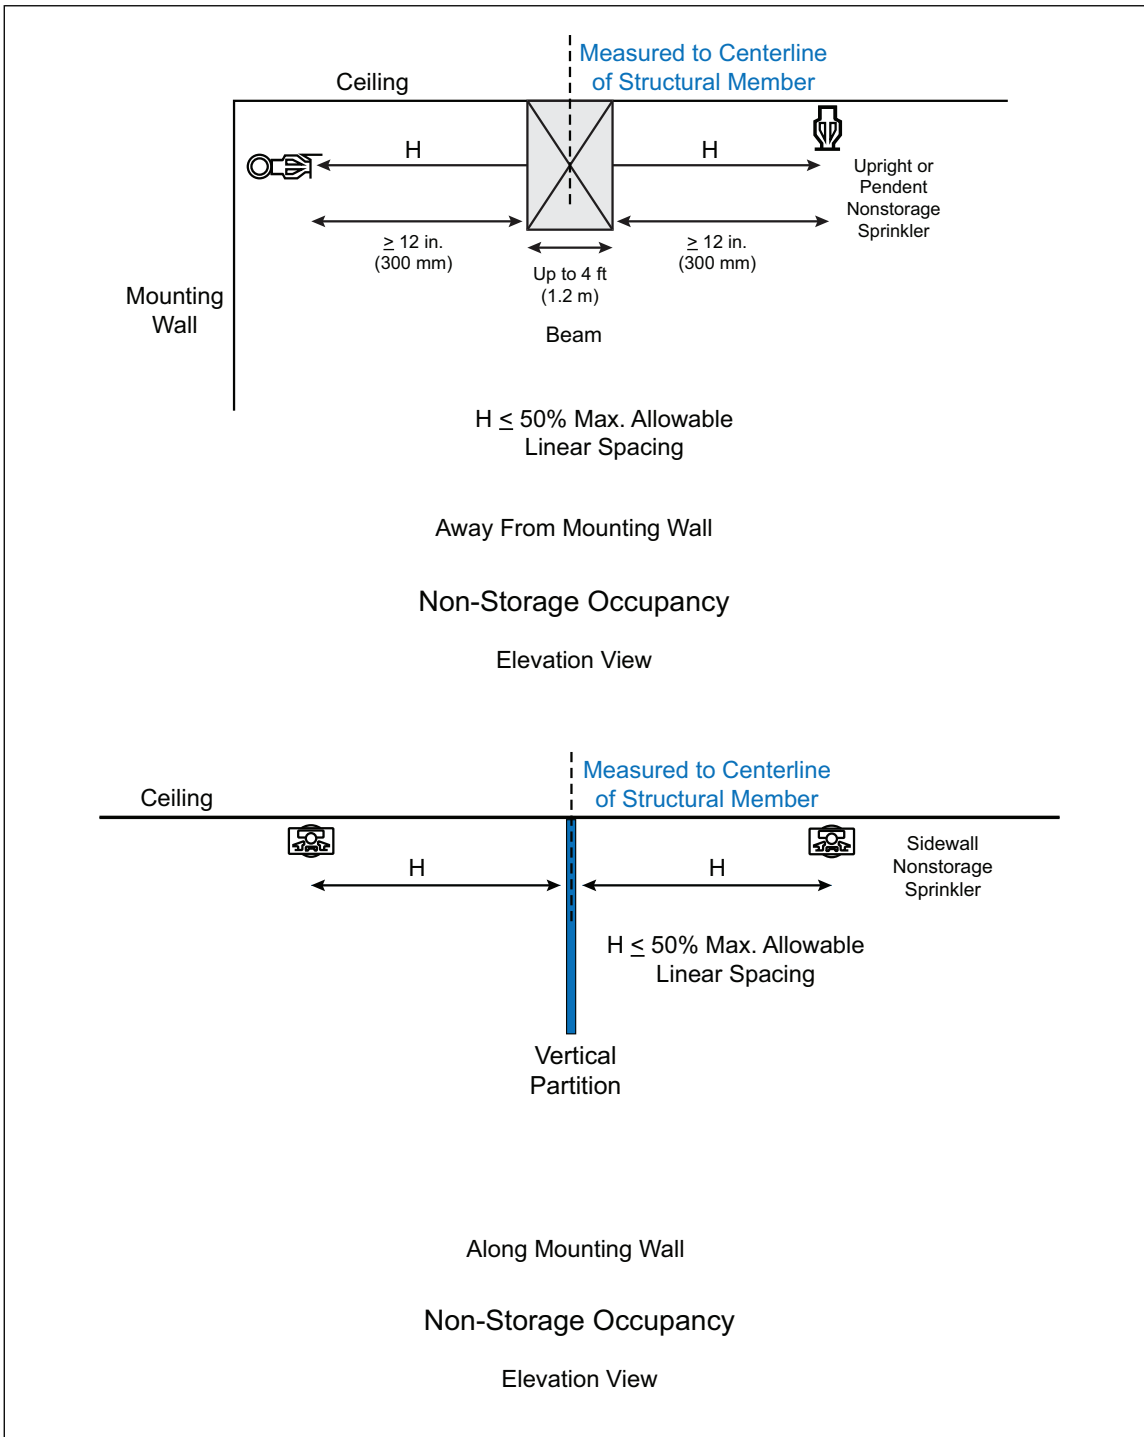 Measured to Centerline
of Structural Member
Ceiling
H
H
Upright or
Pendent
Nonstorage
Sprinkler
≥ 12 in.
(300 mm)
≥ 12 in.
(300 mm)
Up to 4 ft
(1.2 m)
Mounting
Wall
Beam
H ≤ 50% Max. Allowable
Linear Spacing
Away From Mounting Wall
Non-Storage Occupancy
Elevation View
Measured to Centerline
of Structural Member
Ceiling
Sidewall
Nonstorage
Sprinkler
H
H
H ≤ 50% Max. Allowable
Linear Spacing
Vertical
Partition
Along Mounting Wall
Non-Storage Occupancy
Elevation View